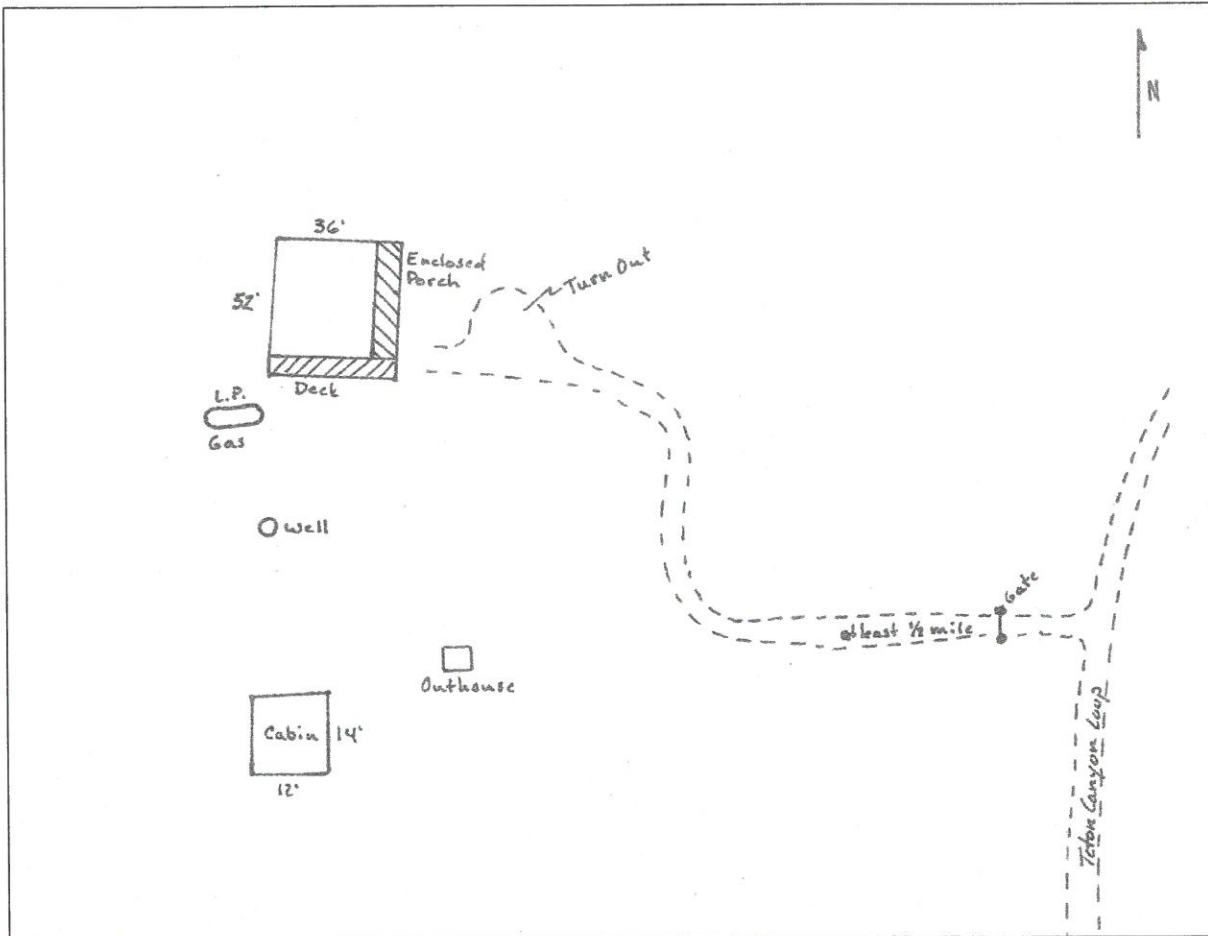 N
36'
Enclosed
Porch
Turn Out
52'
Deck
L.P.
Gas
Well
Gate
at least 1/2 mile
Outhouse
Cabin
14'
12'
Teton Canyon Loop